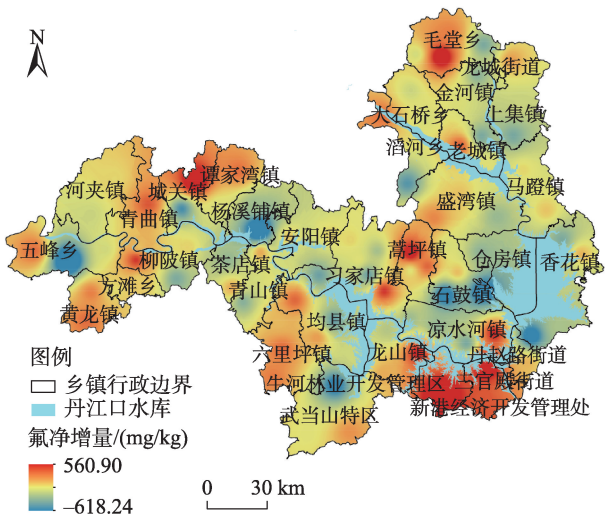 N
毛堂乡
龙城街道
金河镇
大石桥乡
上集镇
滔河乡
老城镇
马蹬镇
盛湾镇
谭家湾镇
河夹镇
城关镇
青曲镇
杨溪铺镇
安阳镇
五峰乡
柳陂镇
茶店镇
方滩乡
青山镇
黄龙镇
习家店镇
蒿坪镇
仓房镇
香花镇
石鼓镇
均县镇
凉水河镇
六里坪镇
龙山镇
丹赵路街道
牛河林业开发管理区
三官殿街道
新港经济开发管理处
武当山特区
图例
乡镇行政边界
丹江口水库
氟净增量/(mg/kg)
560.90
−618.24
0 30 km